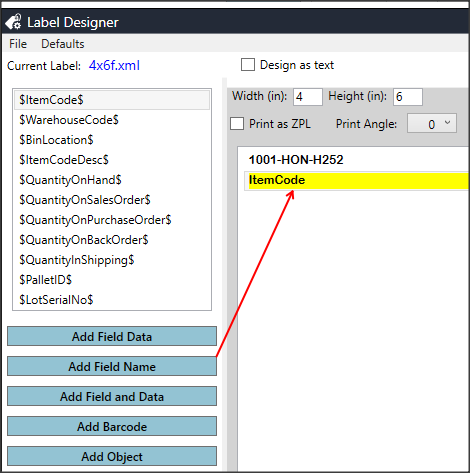 Label Designer
File Defaults
Current Label: 4x6f.xml
Design as text
$ItemCode$
$WarehouseCode$
$BinLocation$
$ItemCodeDesc$
$QuantityOnHand$
$QuantityOnSalesOrder$
$QuantityOnPurchaseOrder$
$QuantityOnBackOrder$
$QuantityInShipping$
$PalletID$
$LotSerialNo$
Add Field Data
Add Field Name
Add Field and Data
Add Barcode
Add Object
Width (in): 4 Height (in): 6
Print as ZPL Print Angle: 0
1001-HON-H252
ItemCode